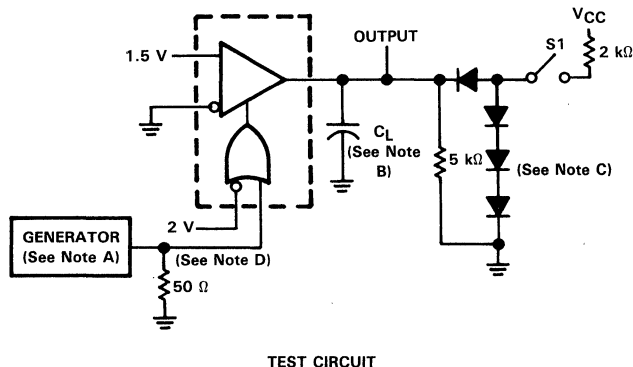 VCC
OUTPUT
S1
1.5 V
2 kΩ
CL
(See Note
B)
5 kΩ
(See Note C)
2 V
GENERATOR
(See Note A)
(See Note D)
50 Ω
TEST CIRCUIT